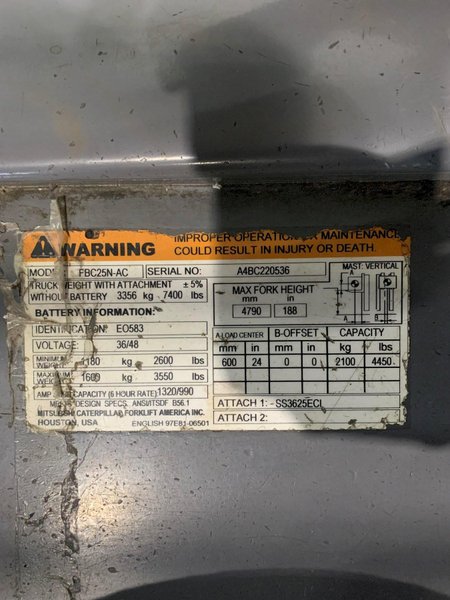 WARNING
IMPROPER OPERATION OR MAINTENANCE
COULD RESULT IN INJURY OR DEATH.
MODEL FBC25N-AC SERIAL NO: A4BC220536
TRUCK WEIGHT WITH ATTACHMENT ± 5%
WITHOUT BATTERY 3356 kg 7400 lbs
BATTERY INFORMATION:
IDENTIFICATION: EO583
VOLTAGE: 36/48
MINIMUM WEIGHT 1180 kg 2600 lbs
MAXIMUM WEIGHT 1609 kg 3550 lbs
CAPACITY (6 HOUR RATE) 1320/990
DESIGN SPECS. ANSI/ITSDF B56.1
MITSUBISHI CATERPILLAR FORKLIFT AMERICA INC.
HOUSTON, USA ENGLISH 97E81-06501
MAX FORK HEIGHT
mm in
4790 188
MAST: VERTICAL
A
A
B
A-LOAD CENTER B-OFFSET CAPACITY
mm in mm in kg lbs
600 24 0 0 2100 4450
ATTACH 1: -SS3625ECL
ATTACH 2: